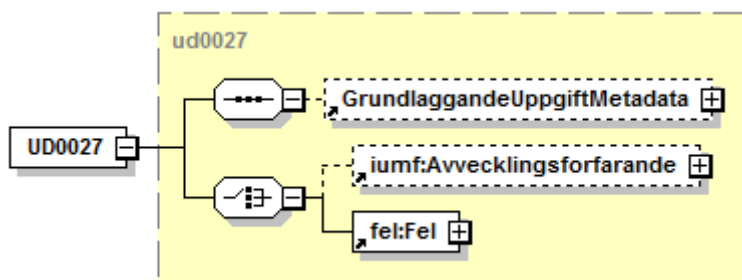 ud0027
GrundlaggandeUppgiftMetadata
UD0027
iumf:Avvecklingsforfarande
fel:Fel